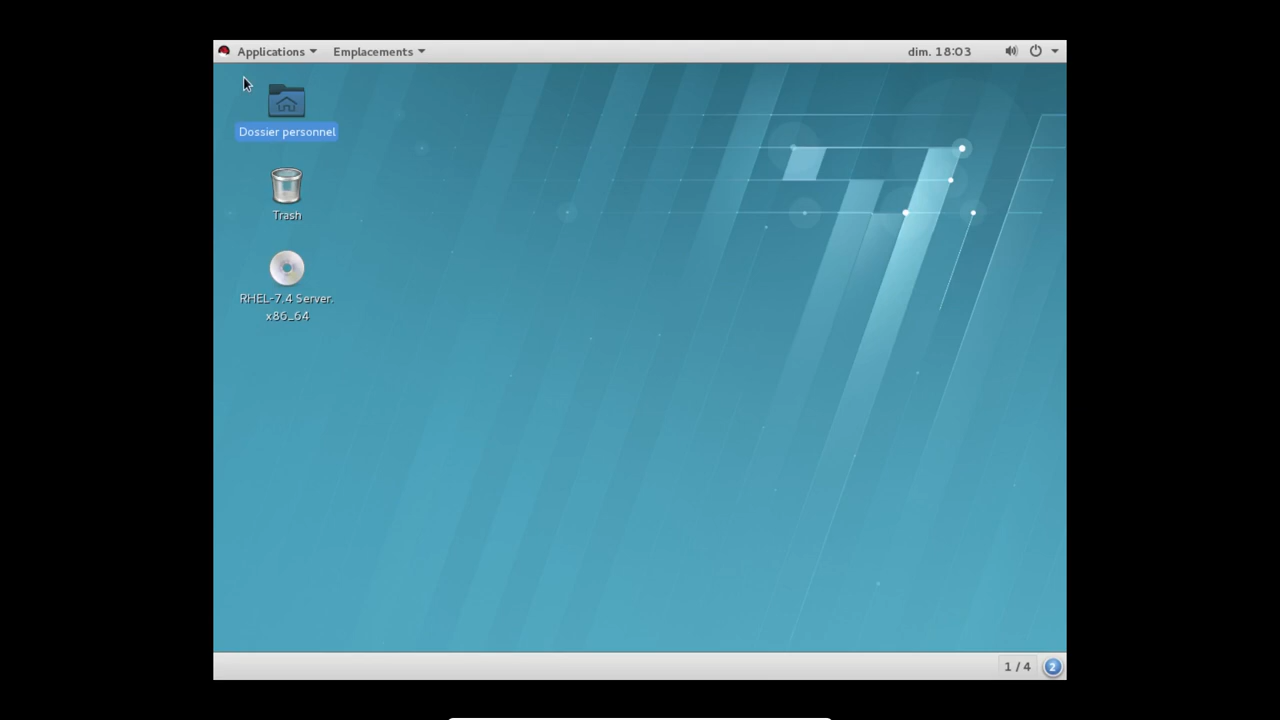 Applications Emplacements dim. 18:03
Dossier personnel
Trash
RHEL-7.4 Server.
x86_64
1 / 4 2